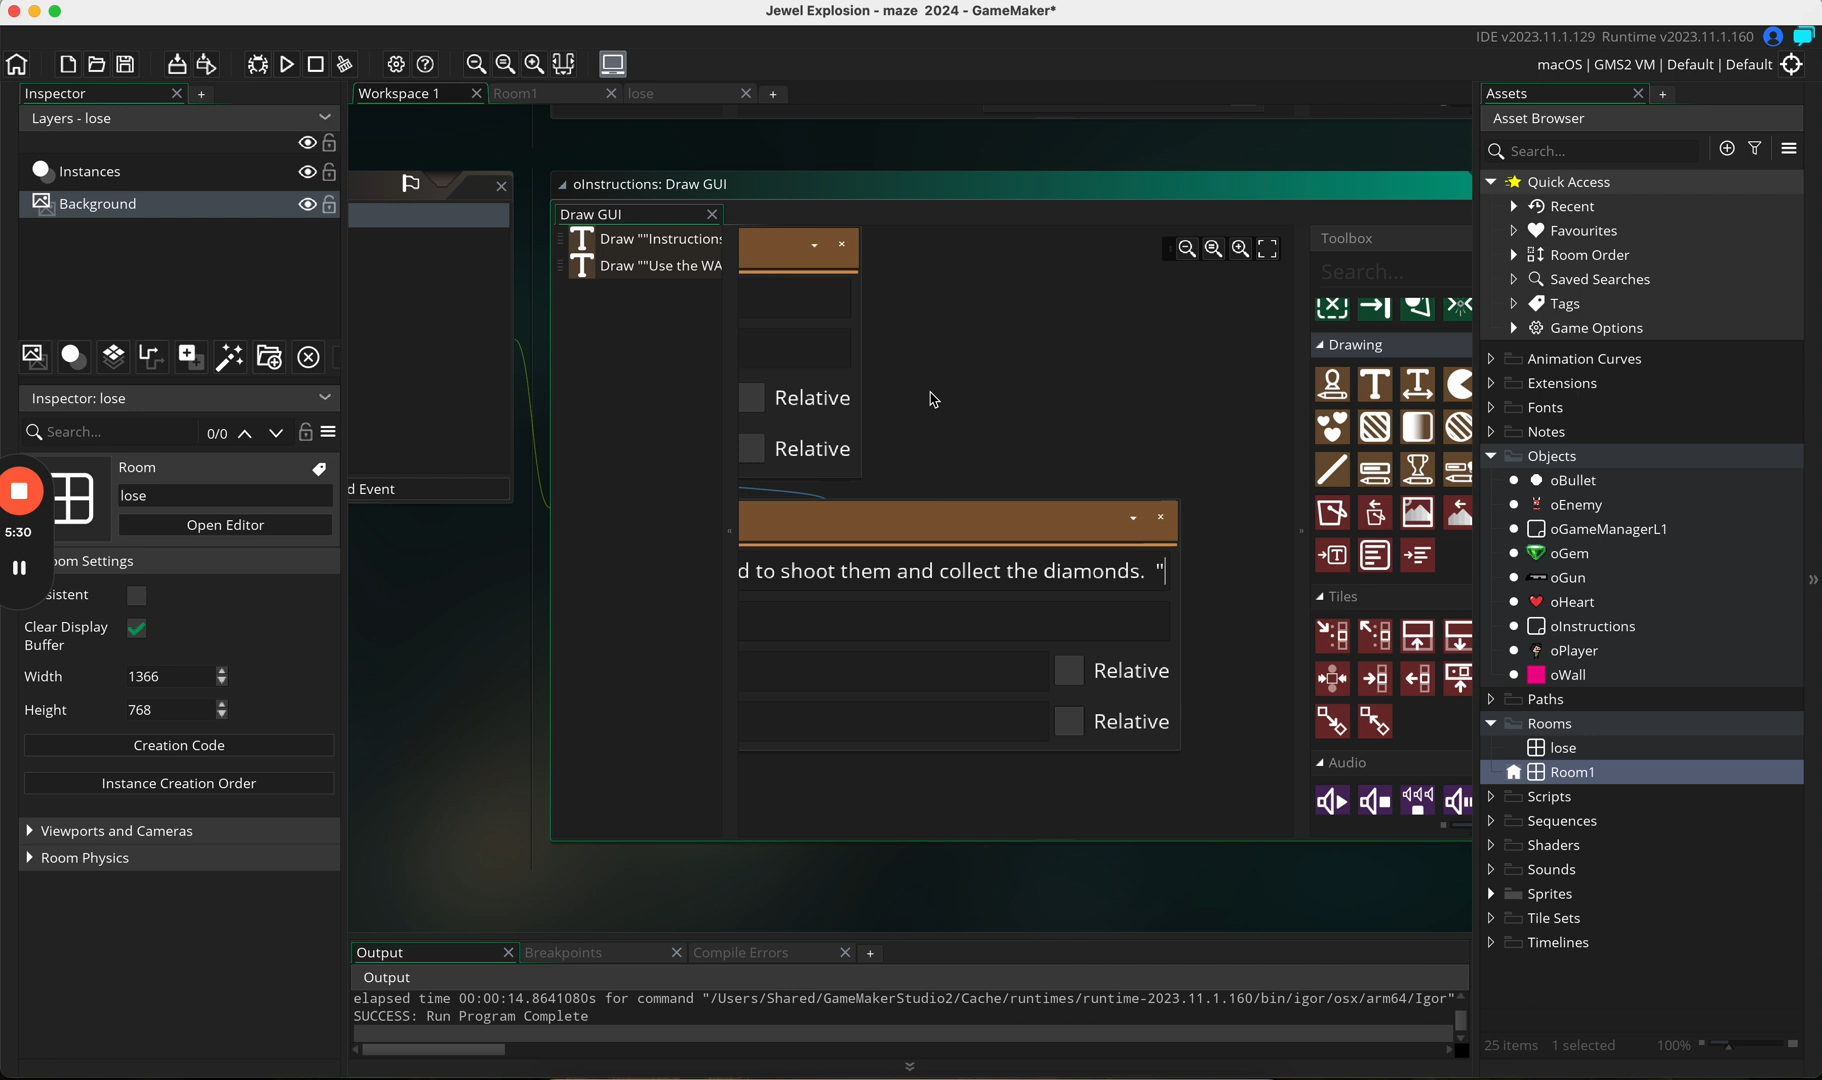 Jewel Explosion - maze 2024 - GameMaker*
IDE v2023.11.1.129 Runtime v2023.11.1.160
macOS | GMS2 VM | Default | Default
Inspector
+
Layers - lose
Instances
Background
Inspector: lose
Search...
0/0
Room
lose
Open Editor
5:30
oom Settings
sistent
Clear Display
Buffer
Width
1366
Height
768
Creation Code
Instance Creation Order
Viewports and Cameras
Room Physics
Workspace 1
Room1
lose
+
d Event
oInstructions: Draw GUI
Draw GUI
Draw ""Instructions
Draw ""Use the WA
Relative
Relative
d to shoot them and collect the diamonds. "
Relative
Relative
Toolbox
Search...
Drawing
Tiles
Audio
Output
Breakpoints
Compile Errors
+
Output
elapsed time 00:00:14.8641080s for command "/Users/Shared/GameMakerStudio2/Cache/runtimes/runtime-2023.11.1.160/bin/igor/osx/arm64/Igor"
SUCCESS: Run Program Complete
Assets
+
Asset Browser
Search...
Quick Access
Recent
Favourites
Room Order
Saved Searches
Tags
Game Options
Animation Curves
Extensions
Fonts
Notes
Objects
oBullet
oEnemy
oGameManagerL1
oGem
oGun
oHeart
oInstructions
oPlayer
oWall
Paths
Rooms
lose
Room1
Scripts
Sequences
Shaders
Sounds
Sprites
Tile Sets
Timelines
25 items
1 selected
100%